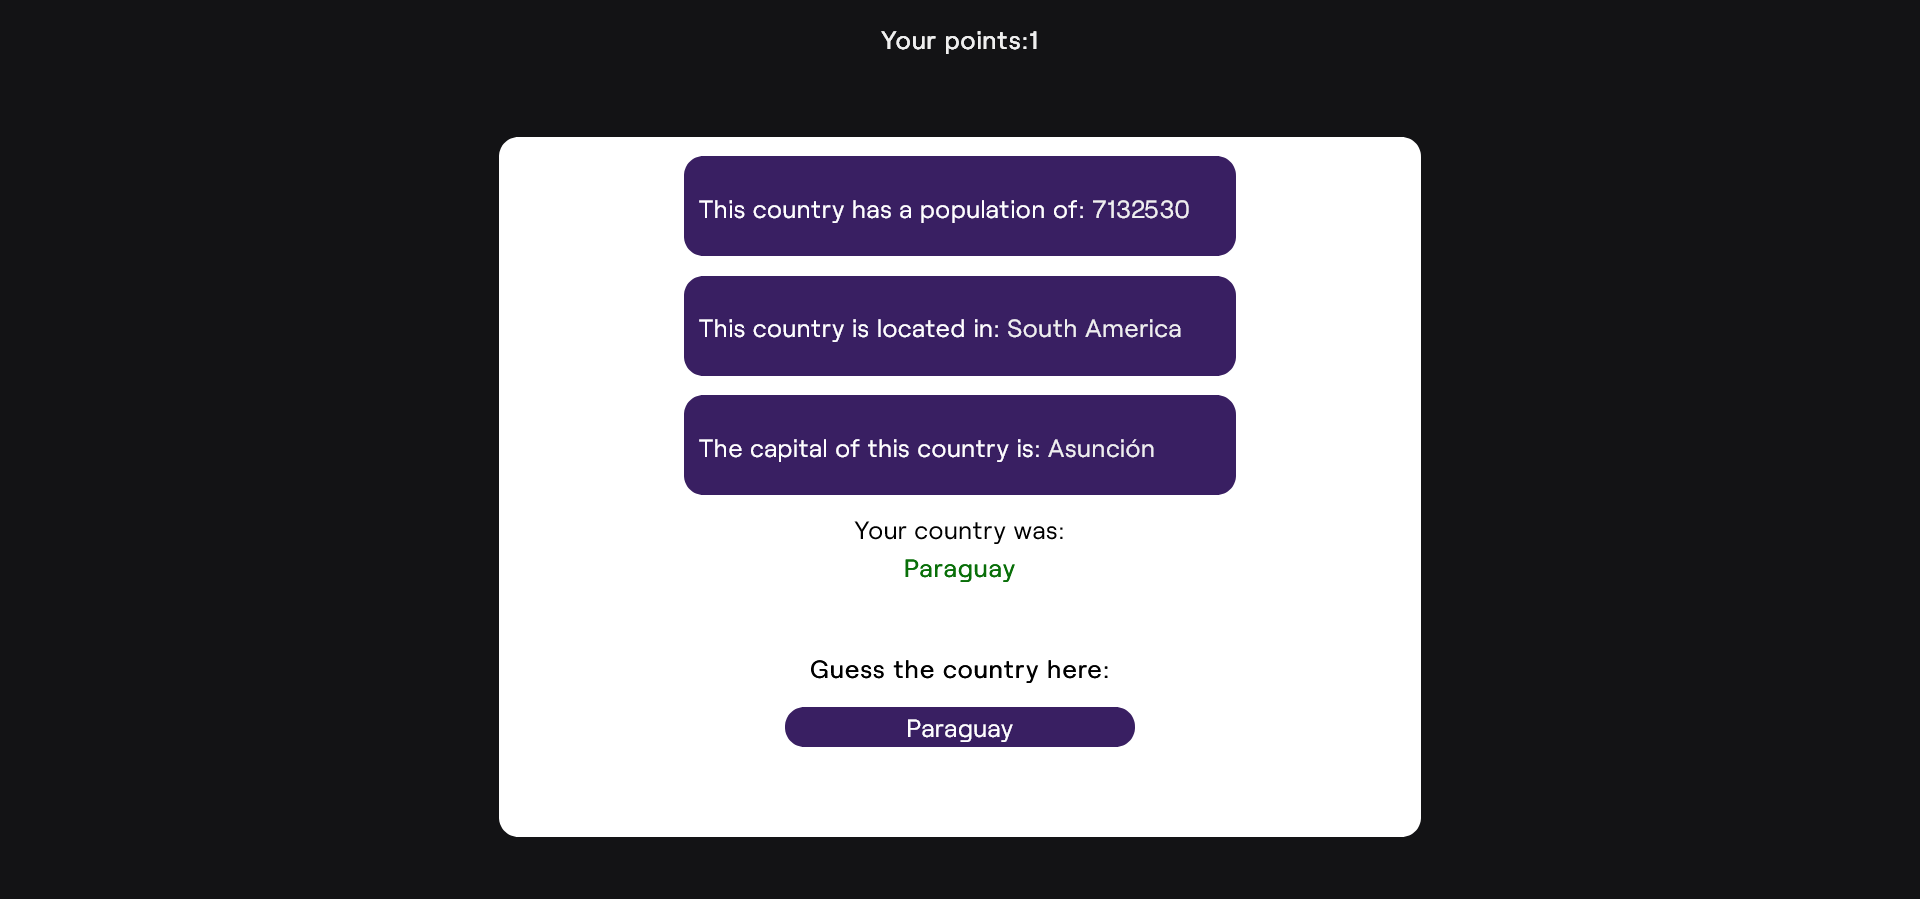 Your points:1
This country has a population of: 7132530
This country is located in: South America
The capital of this country is: Asunción
Your country was:
Paraguay
Guess the country here:
Paraguay